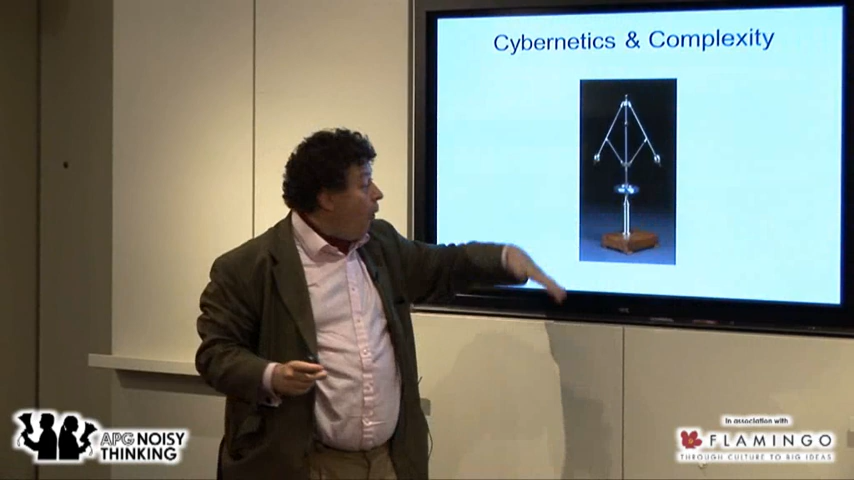 Cybernetics & Complexity
APG NOISY
THINKING
In association with
FLAMINGO
THROUGH CULTURE TO BIG IDEAS